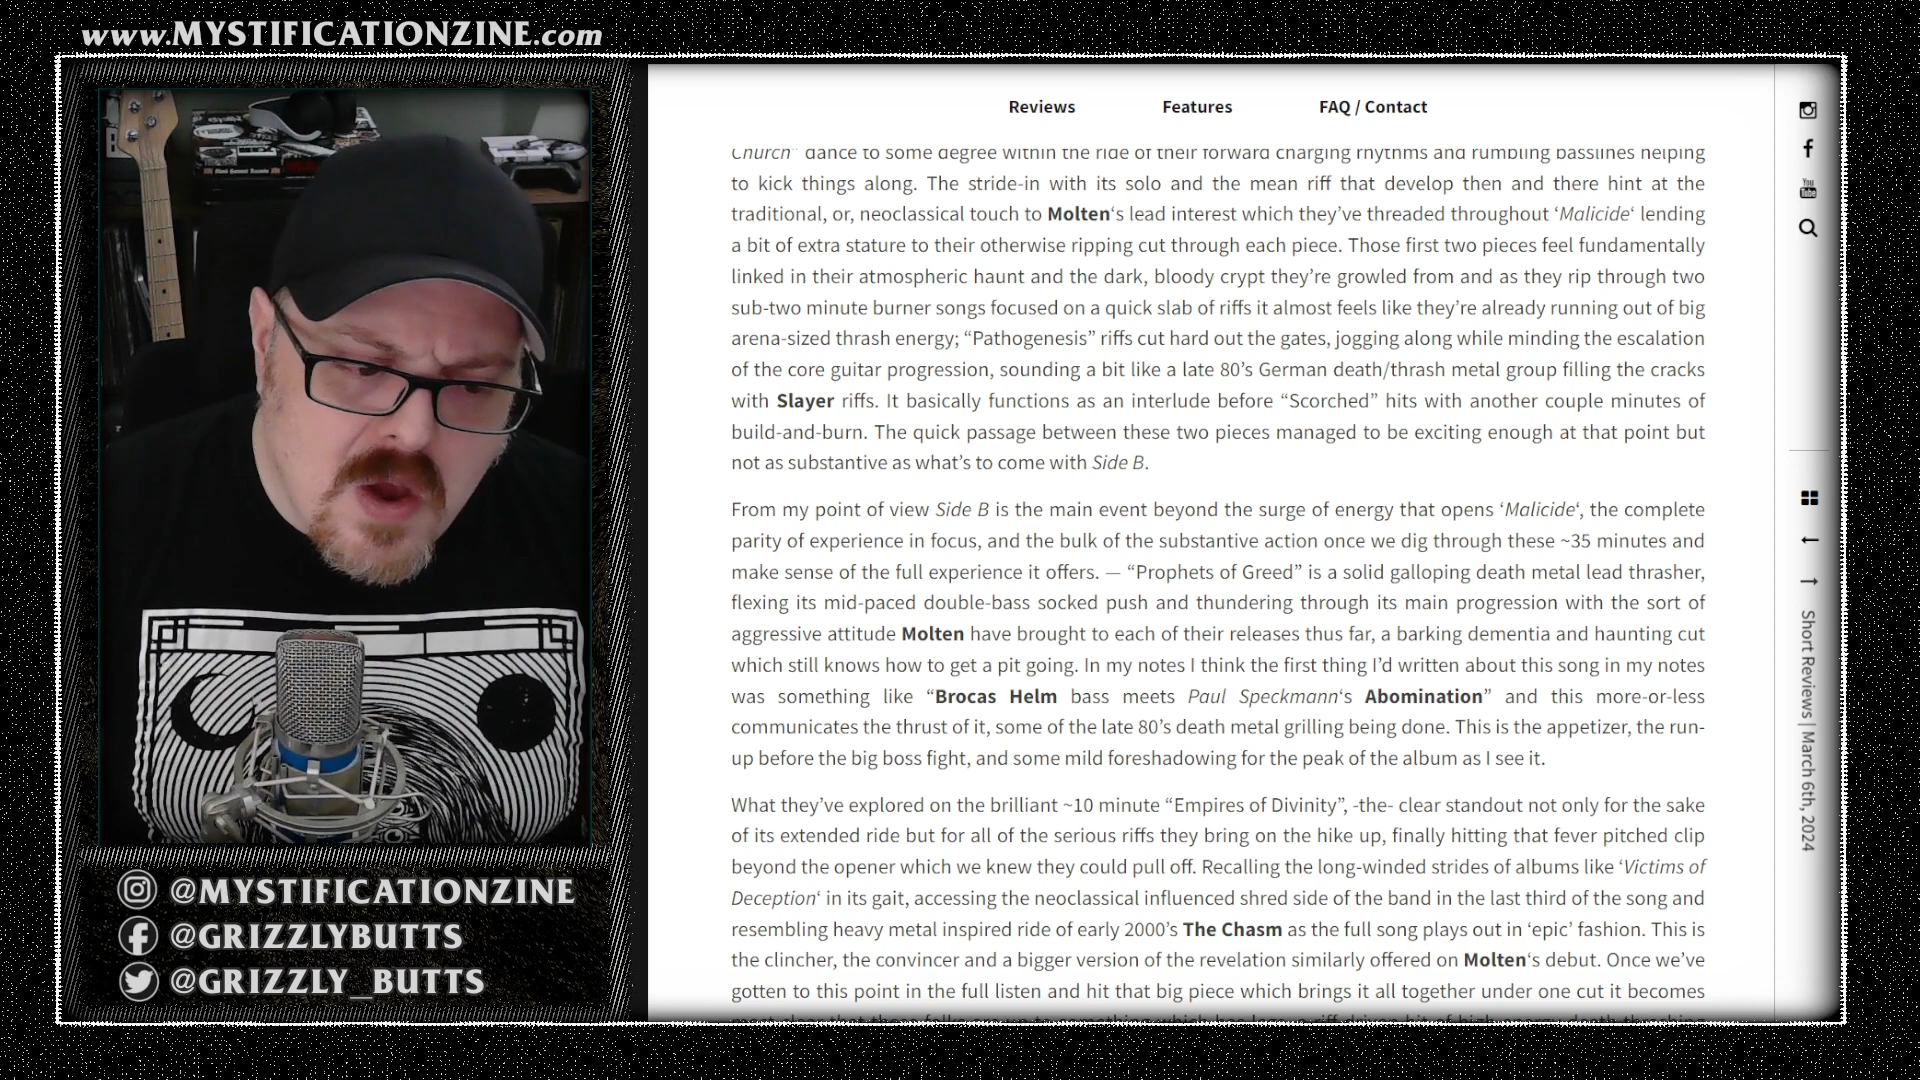 www.MYSTIFICATIONZINE.com
Reviews
Features
FAQ / Contact
Church” dance to some degree within the ride of their forward charging rhythms and rumbling basslines helping
to kick things along. The stride-in with its solo and the mean riff that develop then and there hint at the
traditional, or, neoclassical touch to Molten‘s lead interest which they’ve threaded throughout ‘Malicide‘ lending
a bit of extra stature to their otherwise ripping cut through each piece. Those first two pieces feel fundamentally
linked in their atmospheric haunt and the dark, bloody crypt they’re growled from and as they rip through two
sub-two minute burner songs focused on a quick slab of riffs it almost feels like they’re already running out of big
arena-sized thrash energy; “Pathogenesis” riffs cut hard out the gates, jogging along while minding the escalation
of the core guitar progression, sounding a bit like a late 80’s German death/thrash metal group filling the cracks
with Slayer riffs. It basically functions as an interlude before “Scorched” hits with another couple minutes of
build-and-burn. The quick passage between these two pieces managed to be exciting enough at that point but
not as substantive as what’s to come with Side B.
From my point of view Side B is the main event beyond the surge of energy that opens ‘Malicide‘, the complete
parity of experience in focus, and the bulk of the substantive action once we dig through these ~35 minutes and
make sense of the full experience it offers. — “Prophets of Greed” is a solid galloping death metal lead thrasher,
flexing its mid-paced double-bass socked push and thundering through its main progression with the sort of
aggressive attitude Molten have brought to each of their releases thus far, a barking dementia and haunting cut
which still knows how to get a pit going. In my notes I think the first thing I’d written about this song in my notes
was something like “Brocas Helm bass meets Paul Speckmann‘s Abomination” and this more-or-less
communicates the thrust of it, some of the late 80’s death metal grilling being done. This is the appetizer, the run-
up before the big boss fight, and some mild foreshadowing for the peak of the album as I see it.
What they’ve explored on the brilliant ~10 minute “Empires of Divinity”, -the- clear standout not only for the sake
of its extended ride but for all of the serious riffs they bring on the hike up, finally hitting that fever pitched clip
beyond the opener which we knew they could pull off. Recalling the long-winded strides of albums like ‘Victims of
Deception‘ in its gait, accessing the neoclassical influenced shred side of the band in the last third of the song and
resembling heavy metal inspired ride of early 2000’s The Chasm as the full song plays out in ‘epic’ fashion. This is
the clincher, the convincer and a bigger version of the revelation similarly offered on Molten‘s debut. Once we’ve
gotten to this point in the full listen and hit that big piece which brings it all together under one cut it becomes
You Tube
Short Reviews | March 6th, 2024
@MYSTIFICATIONZINE
@GRIZZLYBUTTS
@GRIZZLY_BUTTS